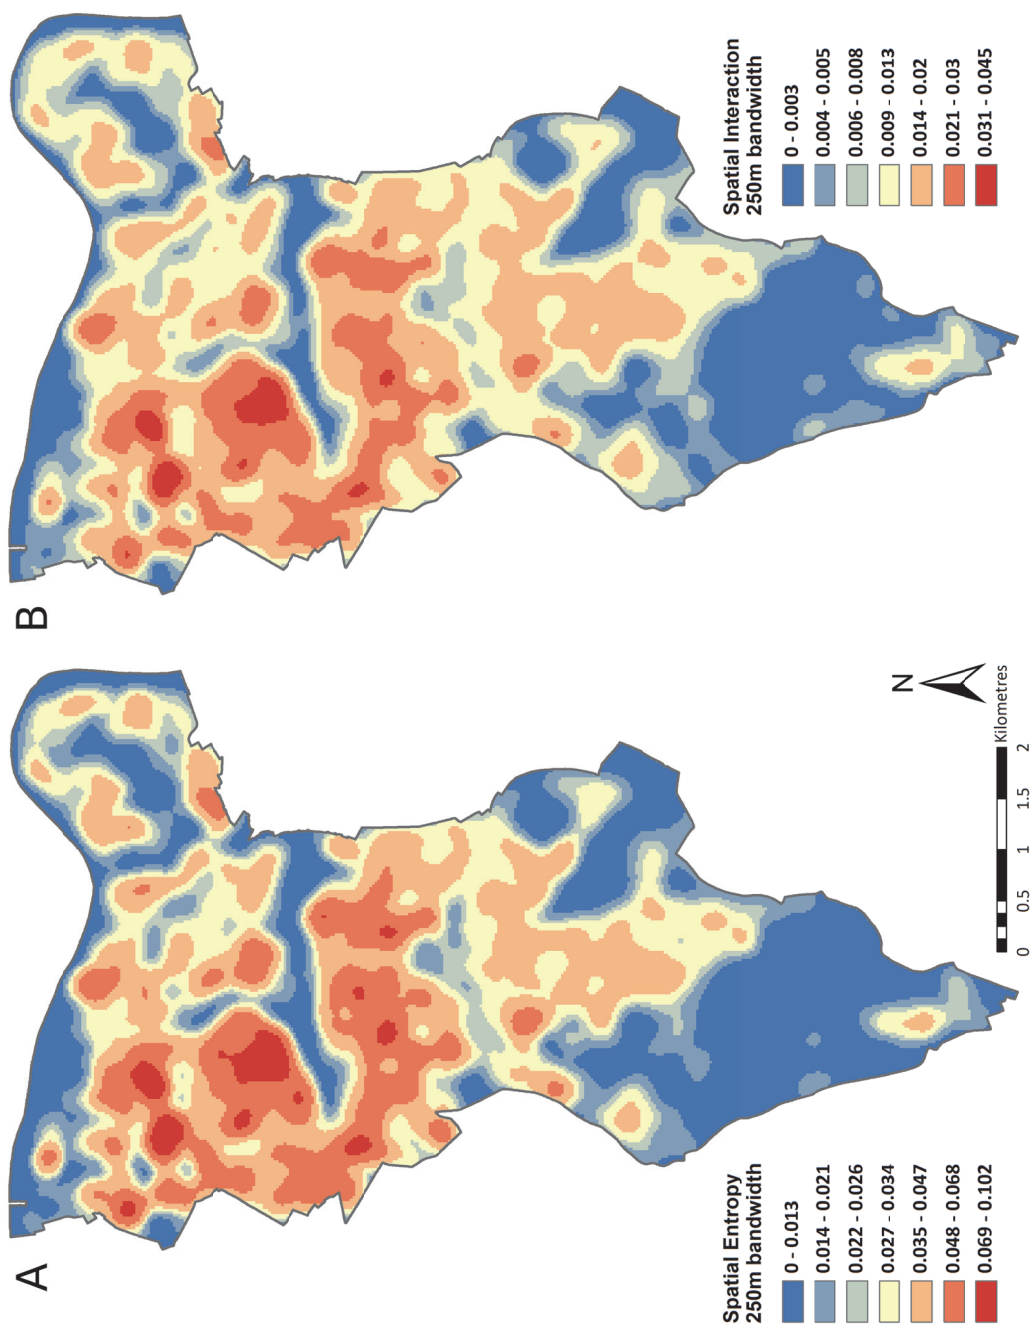 A
Spatial Entropy
250m bandwidth
0 - 0.013
0.014 - 0.021
0.022 - 0.026
0.027 - 0.034
0.035 - 0.047
0.048 - 0.068
0.069 - 0.102
N
0 0.5 1 1.5 2
Kilometres
B
Spatial Interaction
250m bandwidth
0 - 0.003
0.004 - 0.005
0.006 - 0.008
0.009 - 0.013
0.014 - 0.02
0.021 - 0.03
0.031 - 0.045